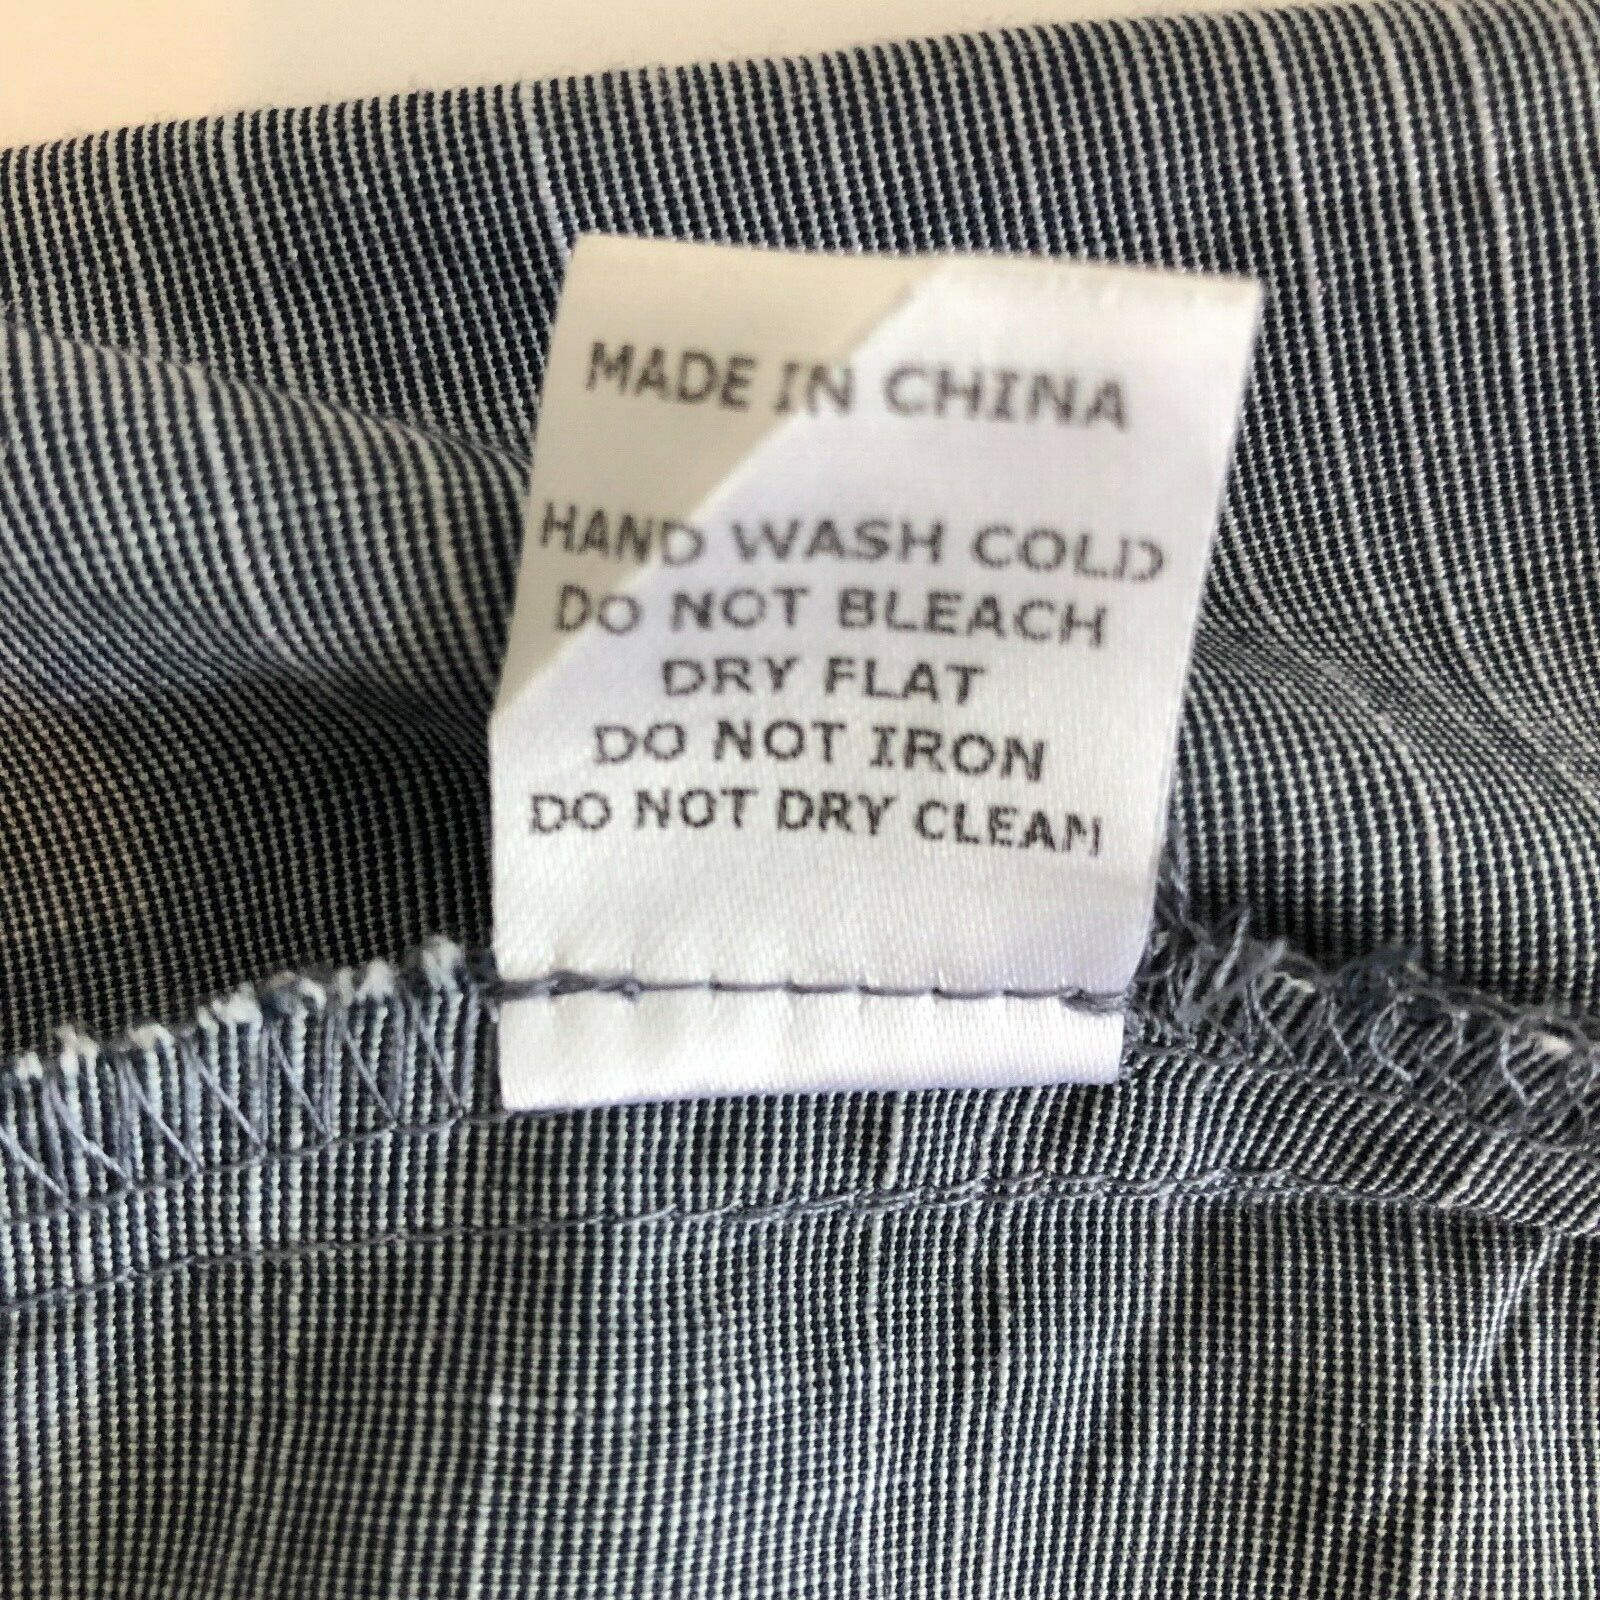 MADE IN CHINA
HAND WASH COLD
DO NOT BLEACH
DRY FLAT
DO NOT IRON
DO NOT DRY CLEAN